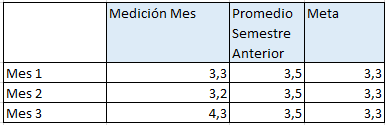 Medición Mes Promedio Semestre Anterior Meta
Mes 1 3,3 3,5 3,3
Mes 2 3,2 3,5 3,3
Mes 3 4,3 3,5 3,3